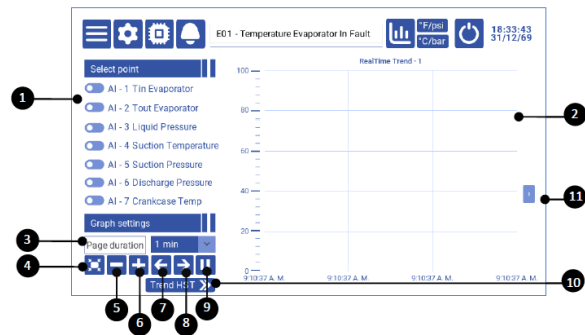 E01 - Temperature Evaporator In Fault
°F/psi
°C/bar
18:33:43
31/12/69
Select point
AI - 1 Tin Evaporator
AI - 2 Tout Evaporator
AI - 3 Liquid Pressure
AI - 4 Suction Temperature
AI - 5 Suction Pressure
AI - 6 Discharge Pressure
AI - 7 Crankcase Temp
Graph settings
Page duration
1 min
Trend HST
RealTime Trend - 1
100
80
60
40
20
0
9:10:37 A. M.
9:10:37 A. M.
9:10:37 A. M.
9:10:37 A. M.
1
2
3
4
5
6
7
8
9
10
11